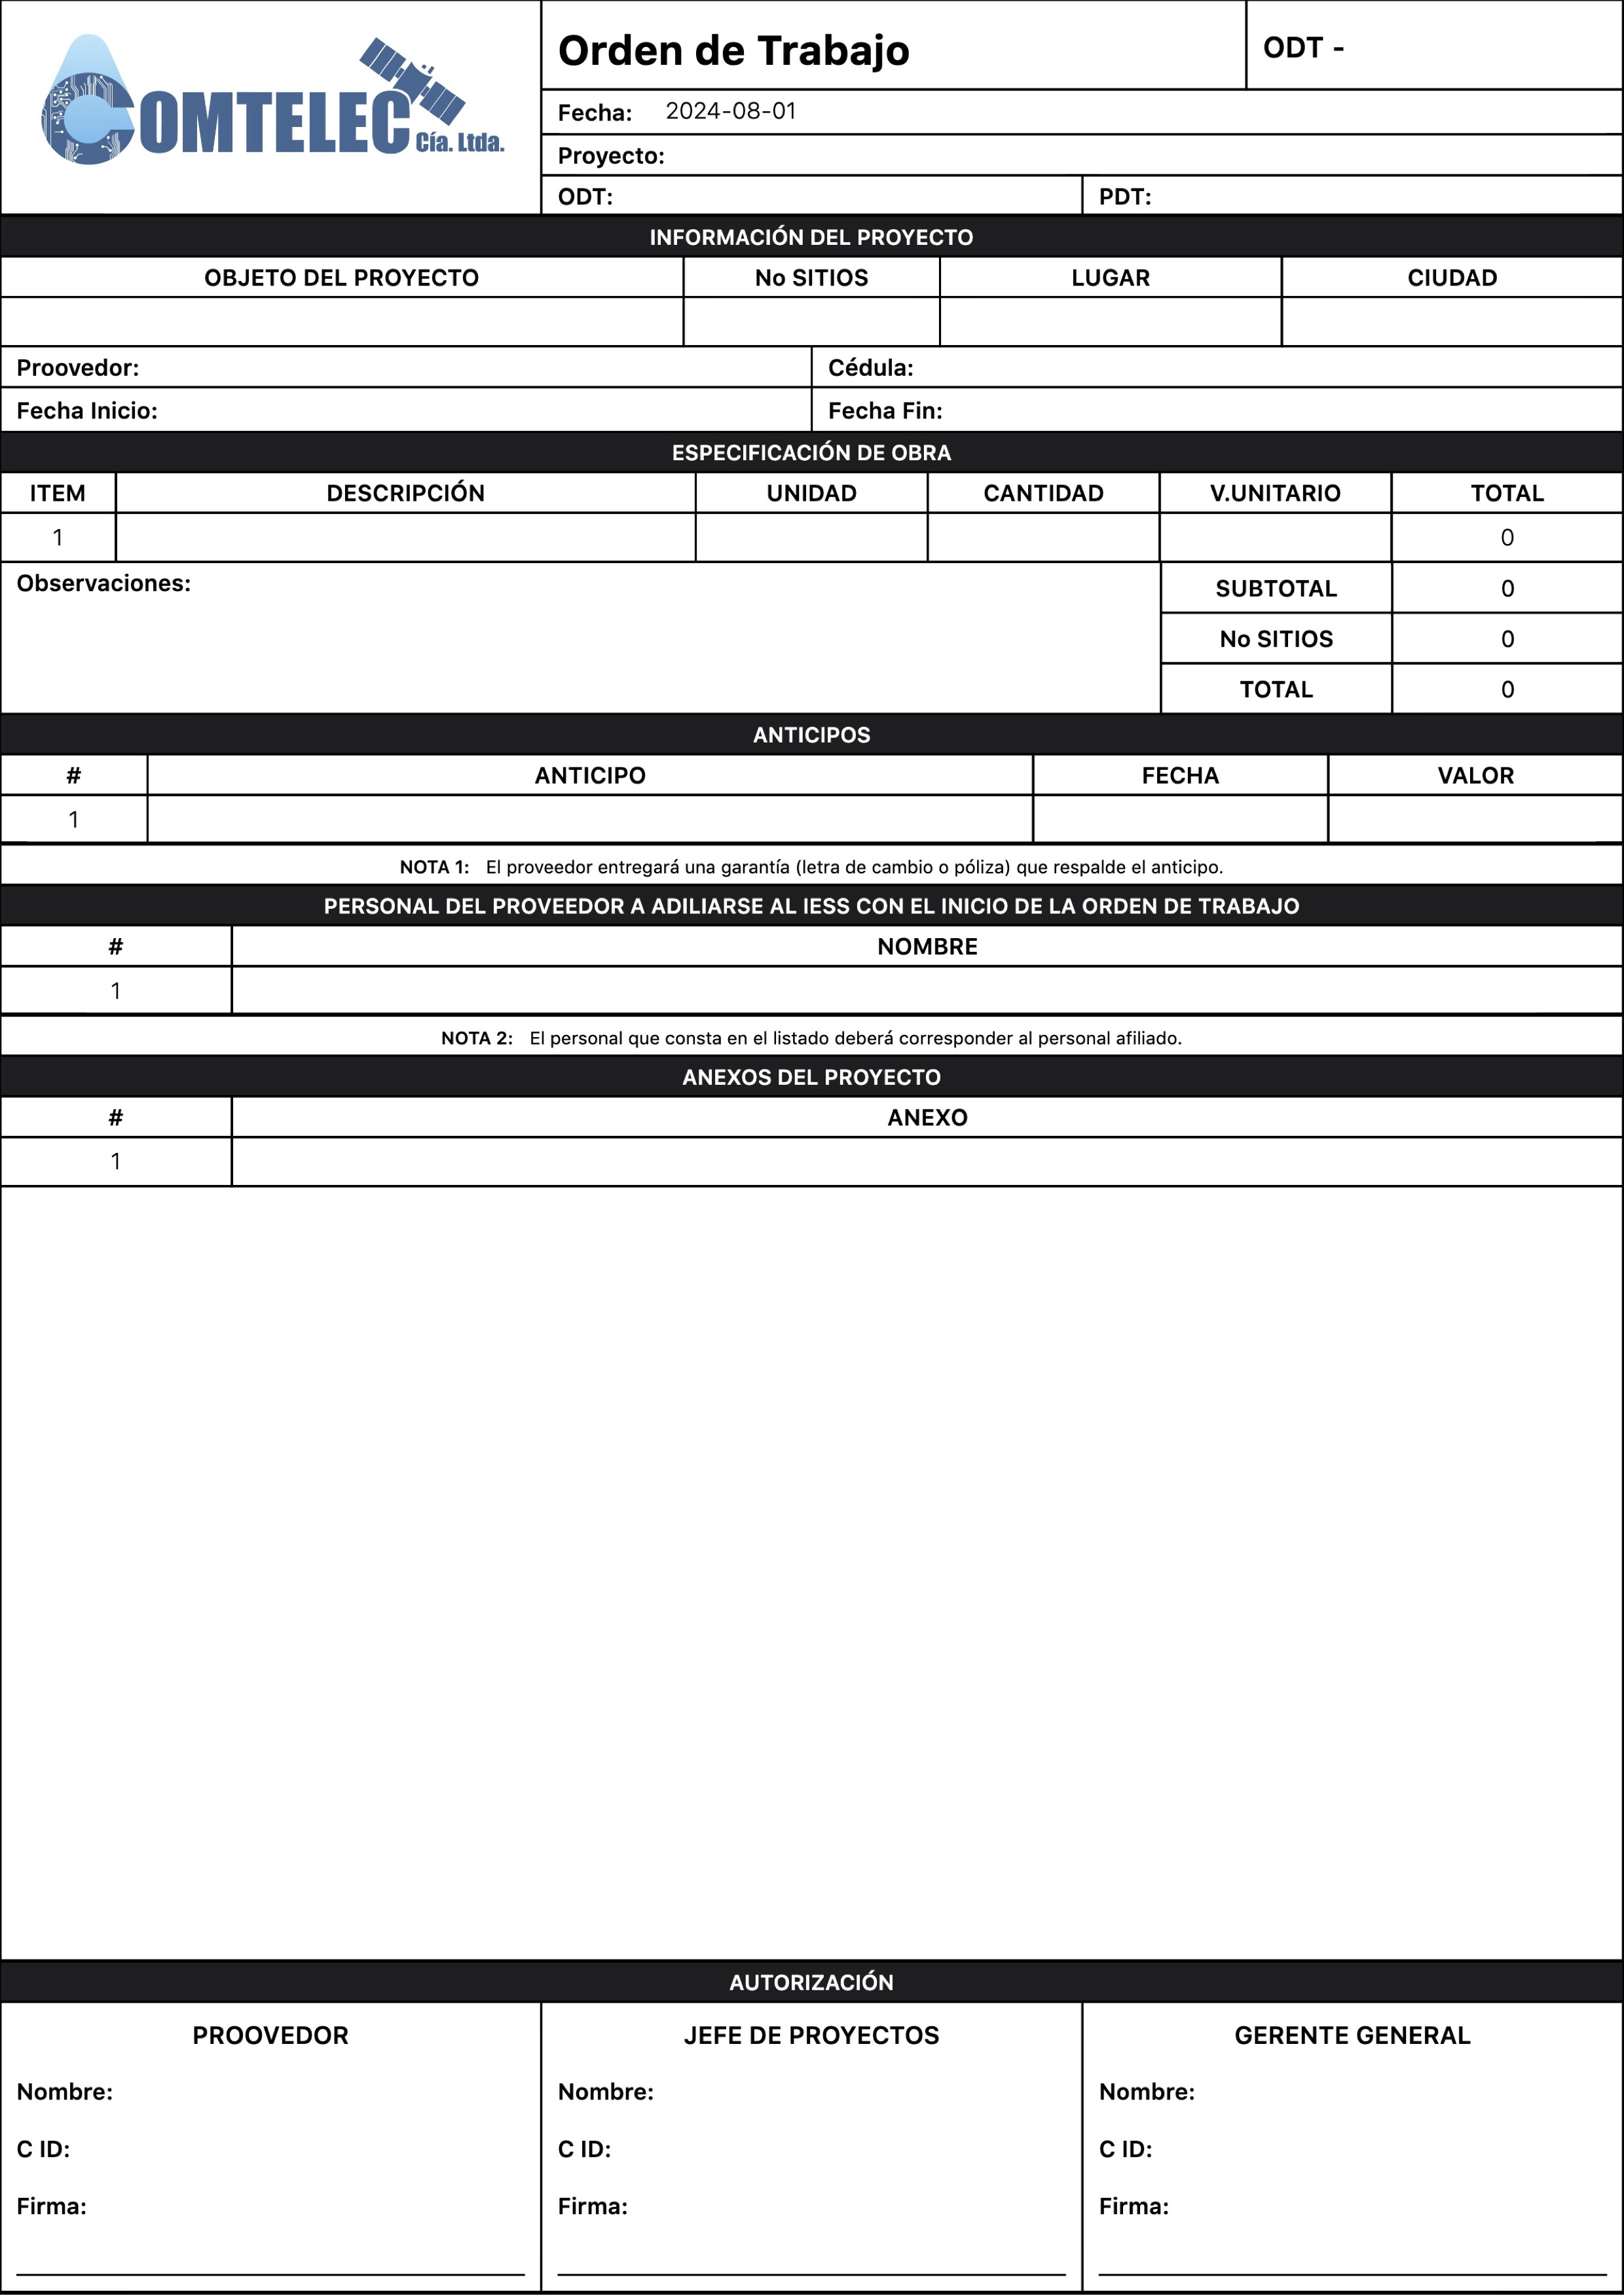 COMTELEC Cía. Ltda.
Orden de Trabajo
ODT -
Fecha: 2024-08-01
Proyecto:
ODT: PDT:
INFORMACIÓN DEL PROYECTO
OBJETO DEL PROYECTO No SITIOS LUGAR CIUDAD
Proovedor: Cédula:
Fecha Inicio: Fecha Fin:
ESPECIFICACIÓN DE OBRA
ITEM DESCRIPCIÓN UNIDAD CANTIDAD V.UNITARIO TOTAL
1 0
Observaciones:
SUBTOTAL 0
No SITIOS 0
TOTAL 0
ANTICIPOS
# ANTICIPO FECHA VALOR
1
NOTA 1: El proveedor entregará una garantía (letra de cambio o póliza) que respalde el anticipo.
PERSONAL DEL PROVEEDOR A ADILIARSE AL IESS CON EL INICIO DE LA ORDEN DE TRABAJO
# NOMBRE
1
NOTA 2: El personal que consta en el listado deberá corresponder al personal afiliado.
ANEXOS DEL PROYECTO
# ANEXO
1
AUTORIZACIÓN
PROOVEDOR JEFE DE PROYECTOS GERENTE GENERAL
Nombre: Nombre: Nombre:
C ID: C ID: C ID:
Firma: Firma: Firma: